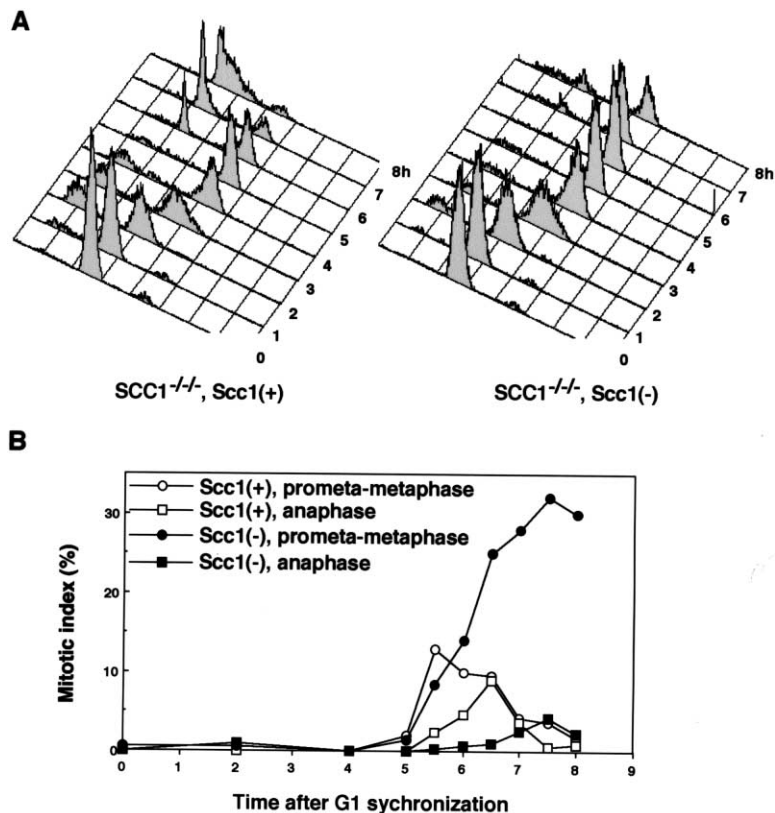 A
8h
7
6
5
4
3
2
1
0
SCC1-/-/-, Scc1(+)
8h
7
6
5
4
3
2
1
0
SCC1-/-/-, Scc1(-)
B
Scc1(+), prometa-metaphase
Scc1(+), anaphase
Scc1(-), prometa-metaphase
Scc1(-), anaphase
Mitotic index (%)
30
20
10
0
0 1 2 3 4 5 6 7 8 9
Time after G1 sychronization